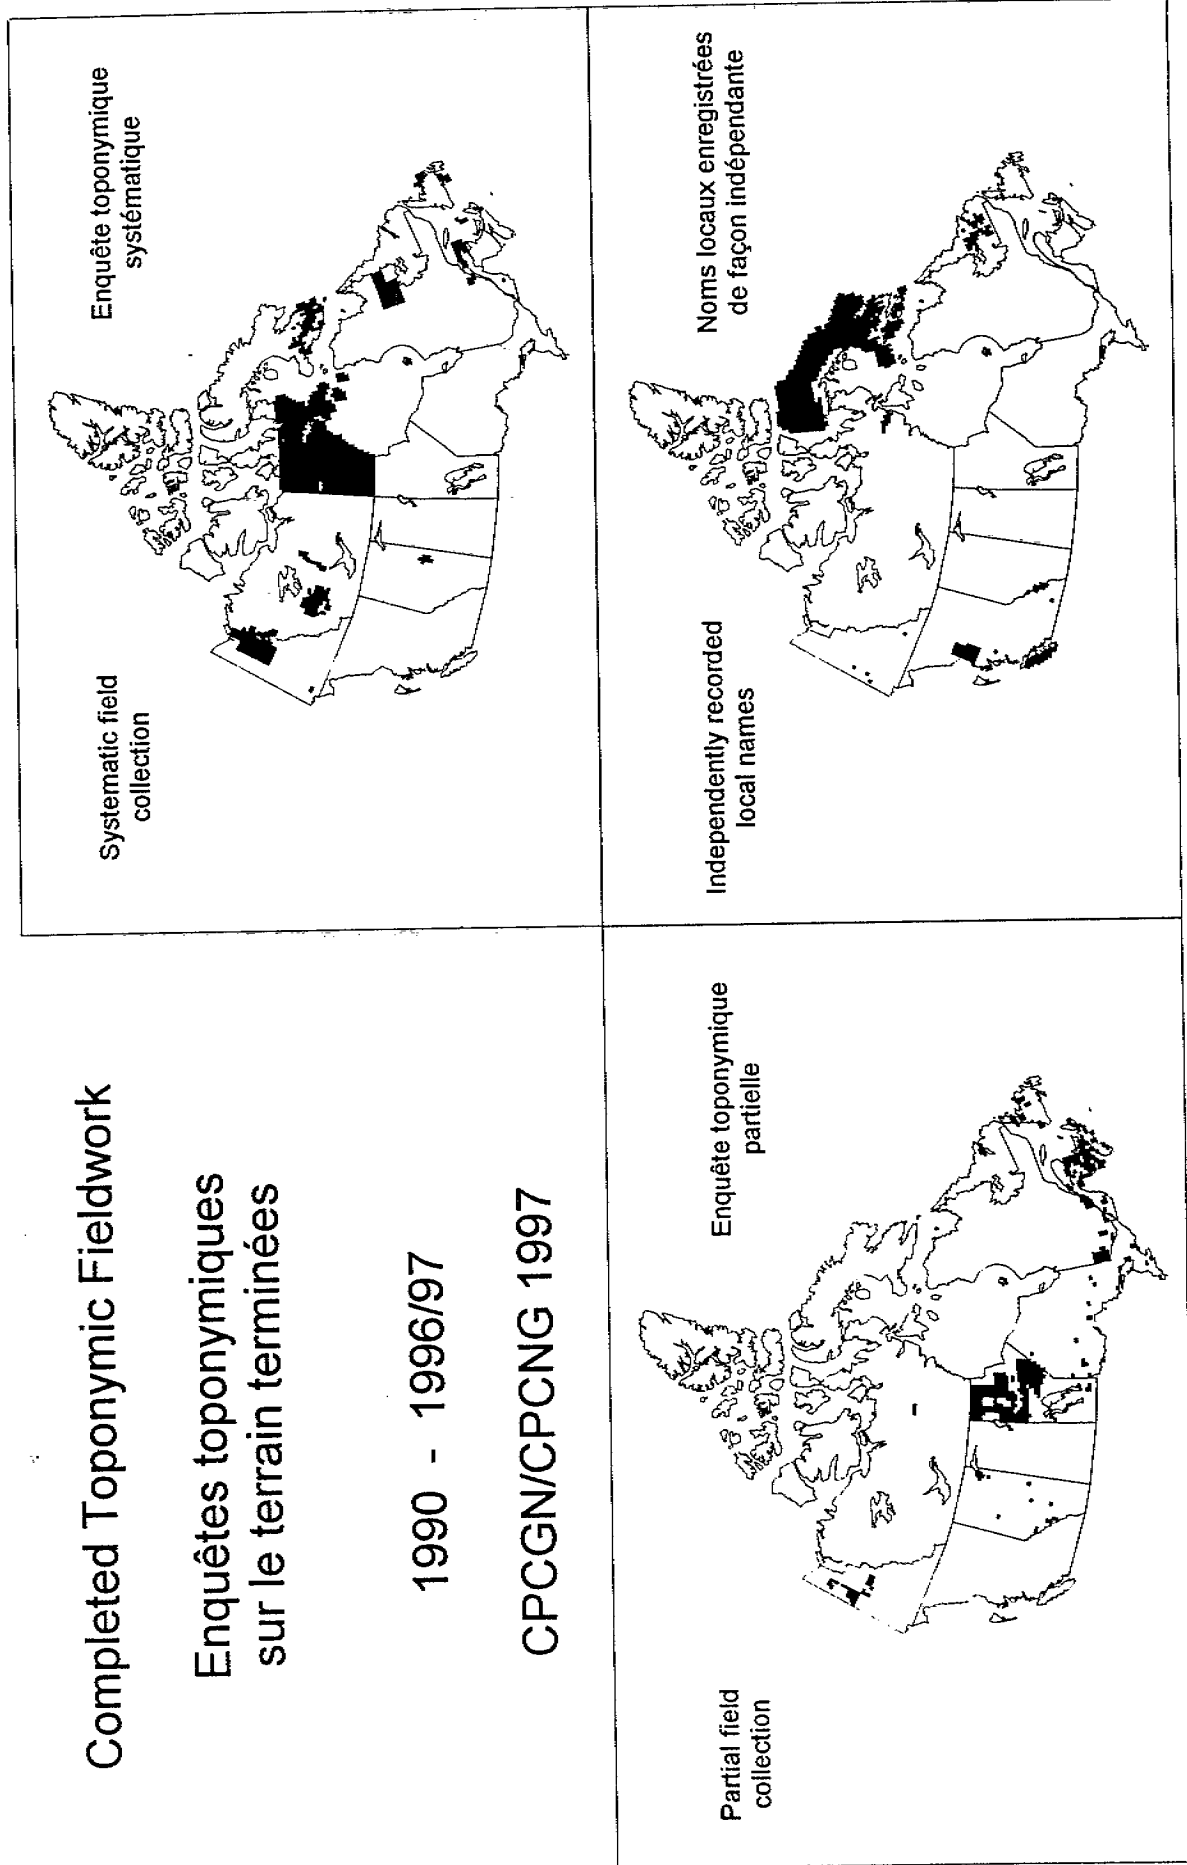 Completed Toponymic Fieldwork
Enquêtes toponymiques
sur le terrain terminées
1990 - 1996/97
CPCGN/CPCNG 1997
Systematic field
collection
Enquête toponymique
systématique
Partial field
collection
Enquête toponymique
partielle
Independently recorded
local names
Noms locaux enregistrées
de façon indépendante